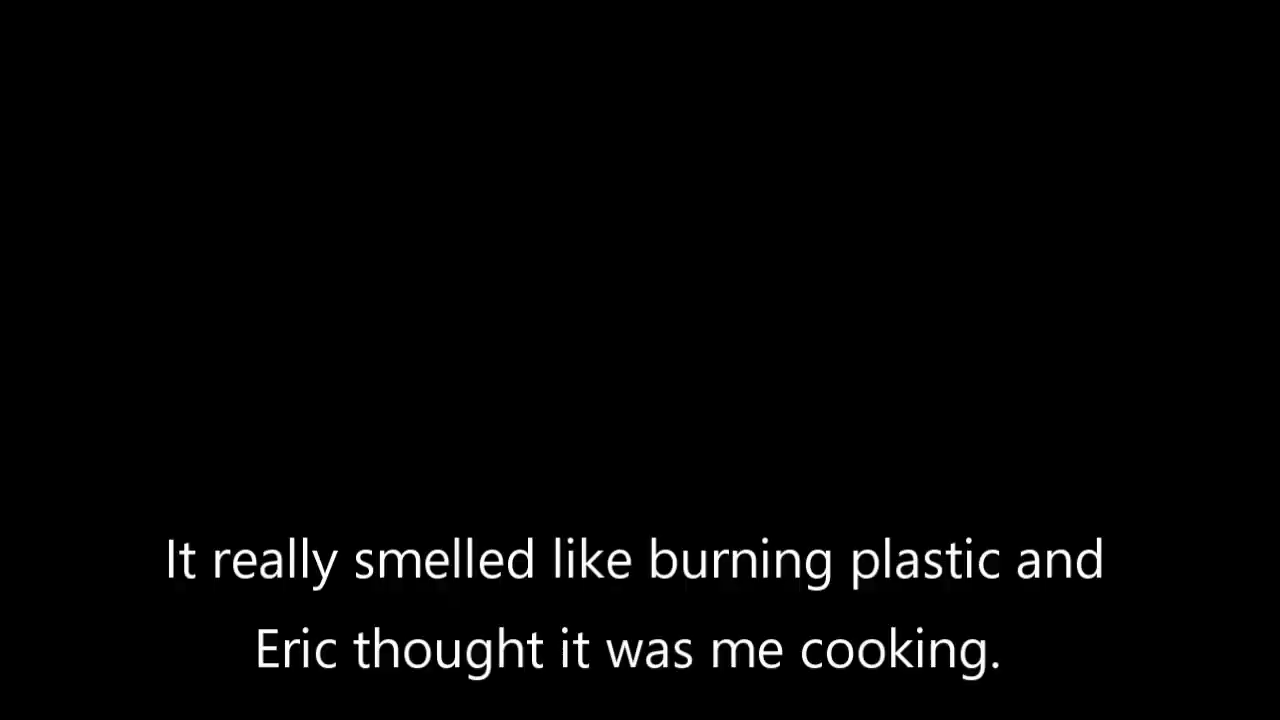 It really smelled like burning plastic and
Eric thought it was me cooking.